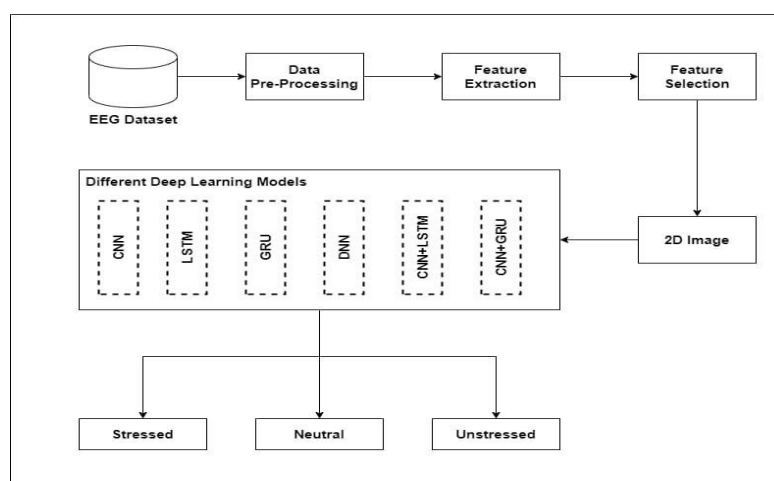 EEG Dataset
Data
Pre-Processing
Feature
Extraction
Feature
Selection
2D Image
Different Deep Learning Models
CNN
LSTM
GRU
DNN
CNN+LSTM
CNN+GRU
Stressed
Neutral
Unstressed